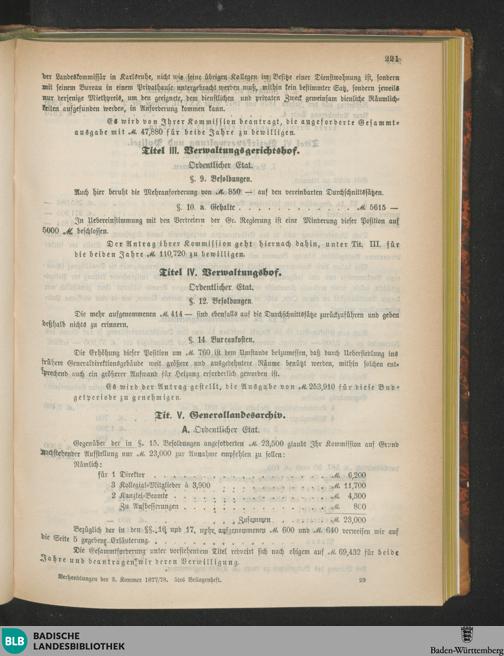 221
der Landeskommissär in Karlsruhe, nicht wie seine übrigen Kollegen im Besitze einer Dienstwohnung ist, sondern
mit seinem Bureau in einem Privathause untergebracht werden muß, mithin kein bestimmter Satz, sondern jeweils
nur derjenige Miethpreis, um den geeignete, dem dienstlichen und privaten Zweck gemeinsam dienliche Räumlich-
keiten aufgefunden werden, in Anforderung kommen kann.
Es wird von Ihrer Kommission beantragt, die angeforderte Gesammt-
ausgabe mit M. 47,880 für beide Jahre zu bewilligen.
Titel III. Verwaltungsgerichtshof.
Ordentlicher Etat.
§. 9. Besoldungen.
Auch hier beruht die Mehranforderung von M. 850 — auf den vereinbarten Durchschnittssätzen.
§. 10. a. Gehalte . . . . . . . . . . . M. 5615 —
In Uebereinstimmung mit den Vertretern der Gr. Regierung ist eine Minderung dieser Position auf
5000 M. beschlossen.
Der Antrag ihrer Kommission geht hiernach dahin, unter Tit. III. für
die beiden Jahre M. 110,720 zu bewilligen.
Titel IV. Verwaltungshof.
Ordentlicher Etat.
§. 12. Besoldungen.
Die mehr aufgenommenen M. 414 — sind ebenfalls auf die Durchschnittssätze zurückzuführen und geben
deßhalb nichts zu erinnern.
§. 14. Bureaukosten.
Die Erhöhung dieser Position um M. 760 ist dem Umstande beizumessen, daß durch Uebersiedlung ins
frühere Generaldirektionsgebäude weit größere und ausgedehntere Räume benützt werden, mithin solchen ent-
sprechend auch ein größerer Aufwand für Heizung erforderlich geworden ist.
Es wird der Antrag gestellt, die Ausgabe von M. 253,910 für diese Bud-
getperiode zu genehmigen.
Tit. V. Generallandesarchiv.
A. Ordentlicher Etat.
Gegenüber der in §. 15. Besoldungen angeforderten M. 23,500 glaubt Ihr Kommission auf Grund
nachstehender Aufstellung nur M. 23,000 zur Annahme empfehlen zu sollen:
Nämlich:
für 1 Direktor . . . . . . . . . . M. 6,200
3 Kollegial-Mitglieder à 3,900 . . . . . . M. 11,700
2 Kanzlei-Beamte . . . . . . . . M. 4,300
Zu Aufbesserungen . . . . . . . . M. 800
Zusammen . . . . M. 23,000
Bezüglich der in den §§. 16 und 17. mehr aufgenommenen M. 600 und M. 640 verweisen wir auf
die Seite 5 gegebene Erläuterung.
Die Gesammtforderung unter vorstehendem Titel reduzirt sich nach obigem auf M. 69,432 für beide
Jahre und beantragen wir deren Verwilligung.
Verhandlungen der 2. Kammer 1877/78. 5tes Beilagenheft. 29
BLB BADISCHE
LANDESBIBLIOTHEK
Baden-Württemberg